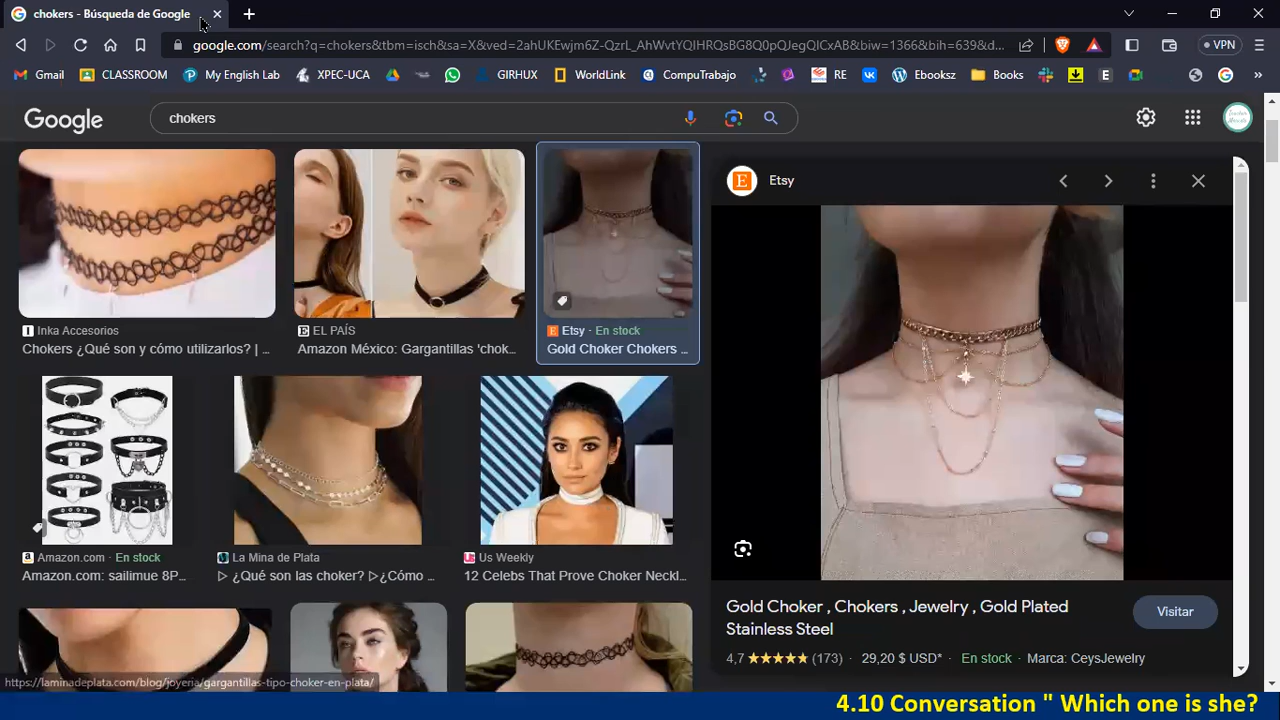 chokers - Búsqueda de Google
google.com/search?q=chokers&tbm=isch&sa=X&ved=2ahUKEwjm6Z-QzrL_AhWvtYQIHRQsBG8Q0pQJegQICxAB&biw=1366&bih=639&d...
VPN
Gmail
CLASSROOM
My English Lab
XPEC-UCA
GIRHUX
WorldLink
CompuTrabajo
RE
Ebooksz
Books
Google
chokers
Etsy
Inka Accesorios
Chokers ¿Qué son y cómo utilizarlos? | ...
EL PAÍS
Amazon México: Gargantillas 'chok...
Etsy · En stock
Gold Choker Chokers ...
Amazon.com · En stock
Amazon.com: sailimue 8P...
La Mina de Plata
▷ ¿Qué son las choker? ▷¿Cómo ...
Us Weekly
12 Celebs That Prove Choker Neckl...
Gold Choker , Chokers , Jewelry , Gold Plated
Stainless Steel
Visitar
4,7 ★★★★★ (173) · 29,20 $ USD* · En stock · Marca: CeysJewelry
https://laminadeplata.com/blog/joyeria/gargantillas-tipo-choker-en-plata/
4.10 Conversation " Which one is she?